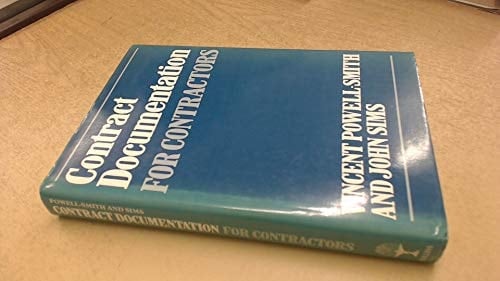 Contract
Documentation
FOR CONTRACTORS
VINCENT POWELL-SMITH
AND JOHN SIMS
POWELL-SMITH AND SIMS
CONTRACT DOCUMENTATION FOR CONTRACTORS